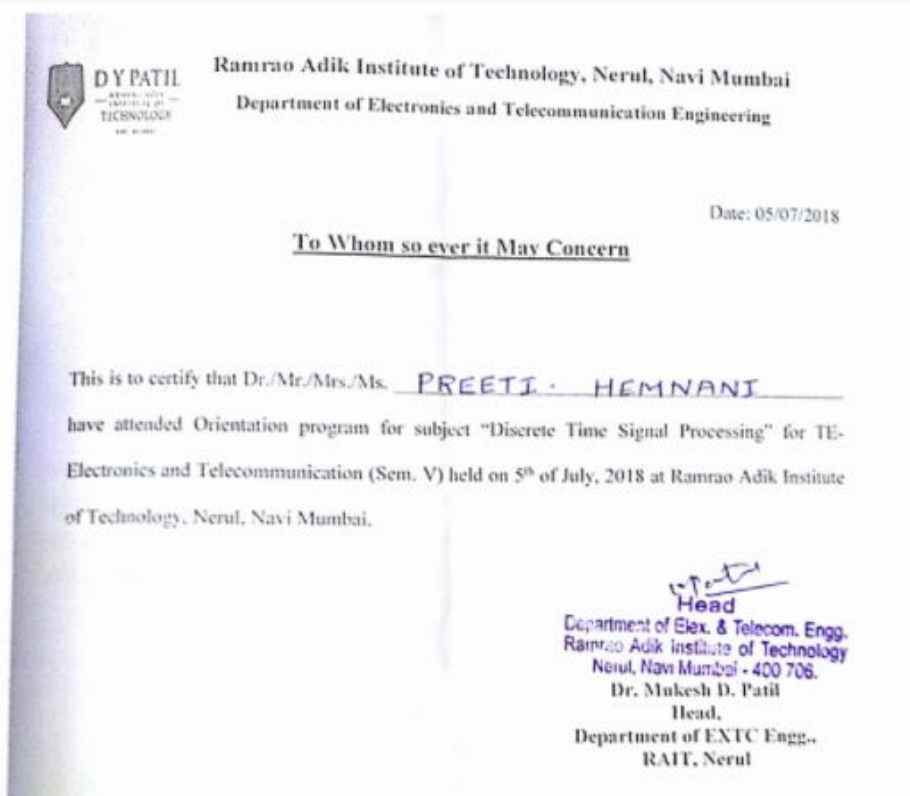 D Y PATIL
TECHNOLOGY
Ramrao Adik Institute of Technology, Nerul, Navi Mumbai
Department of Electronics and Telecommunication Engineering
Date: 05/07/2018
To Whom so ever it May Concern
This is to certify that Dr./Mr./Mrs./Ms. PREETI. HEMNANI
have attended Orientation program for subject “Discrete Time Signal Processing” for TE-
Electronics and Telecommunication (Sem. V) held on 5th of July, 2018 at Ramrao Adik Institute
of Technology, Nerul, Navi Mumbai.
Head
Department of Elex. & Telecom. Engg.
Ramrao Adik Institute of Technology
Nerul, Navi Mumbai - 400 706.
Dr. Mukesh D. Patil
Head,
Department of EXTC Engg.,
RAIT, Nerul